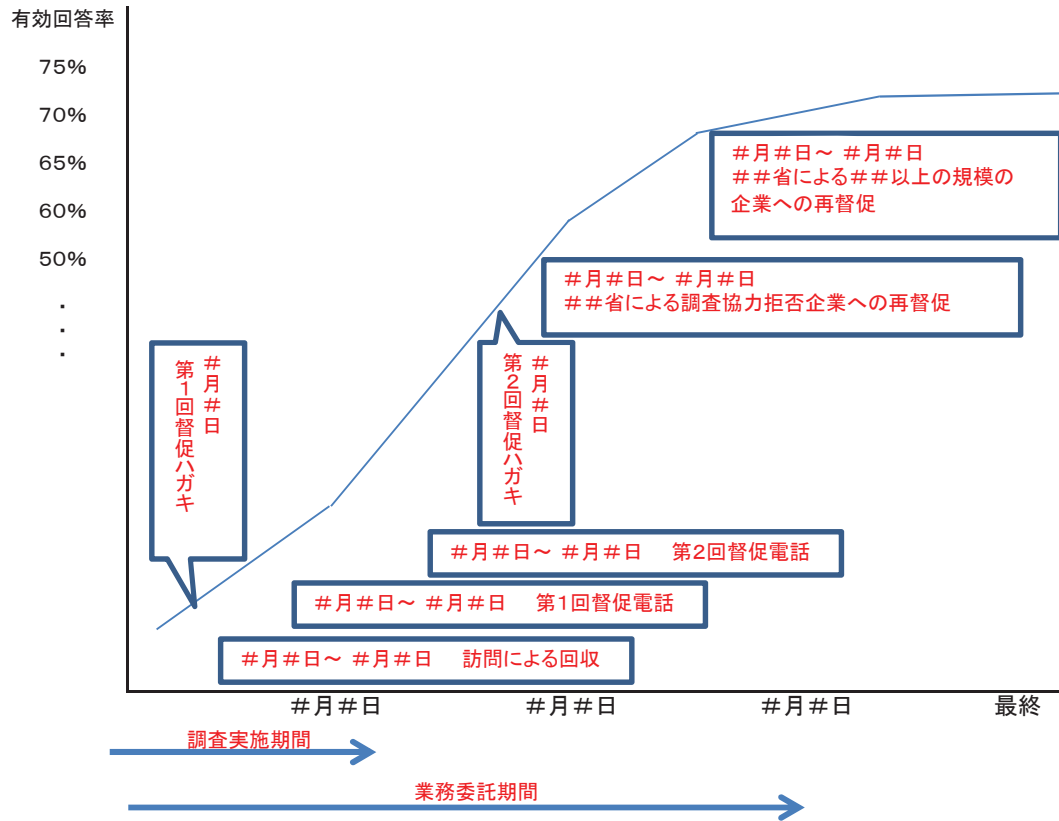 有効回答率
75%
70%
65%
60%
50%
.
.
.
#月#日～ #月#日
##省による##以上の規模の
企業への再督促
#月#日～ #月#日
##省による調査協力拒否企業への再督促
#月#日
第1回督促ハガキ
#月#日
第2回督促ハガキ
#月#日～ #月#日 第2回督促電話
#月#日～ #月#日 第1回督促電話
#月#日～ #月#日 訪問による回収
#月#日 #月#日 #月#日 最終
調査実施期間
業務委託期間